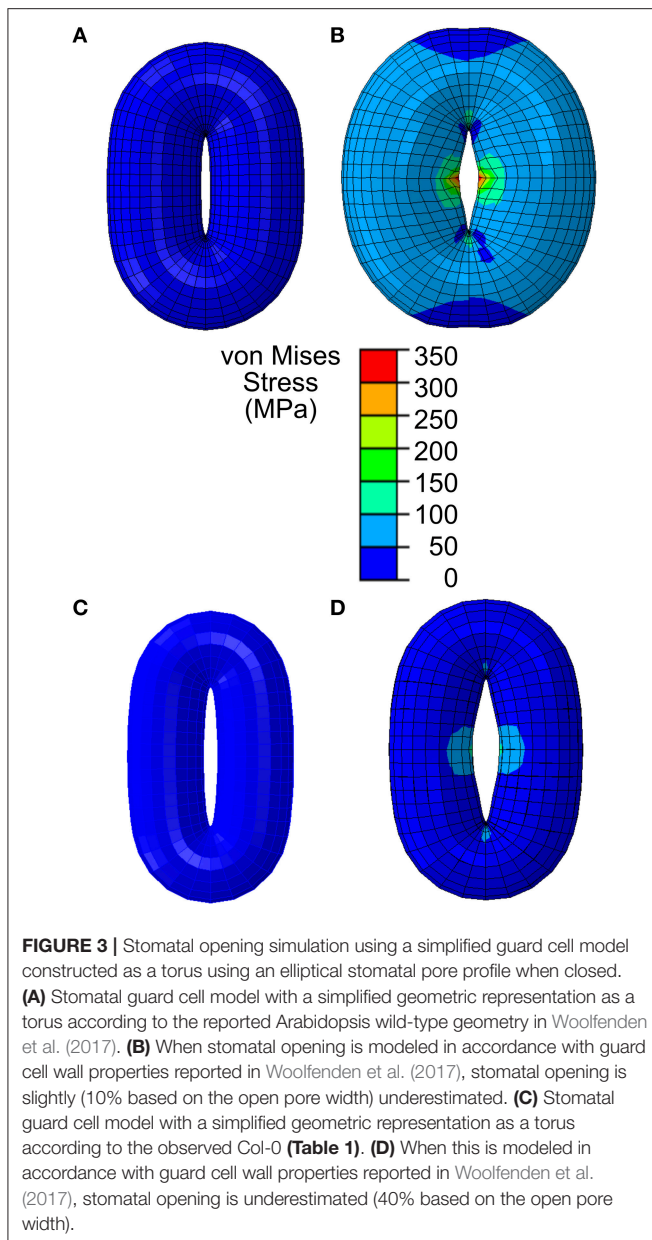 A
B
von Mises
Stress
(MPa)
350
300
250
200
150
100
50
0
C
D
FIGURE 3 | Stomatal opening simulation using a simplified guard cell model
constructed as a torus using an elliptical stomatal pore profile when closed.
(A) Stomatal guard cell model with a simplified geometric representation as a
torus according to the reported Arabidopsis wild-type geometry in Woolfenden
et al. (2017). (B) When stomatal opening is modeled in accordance with guard
cell wall properties reported in Woolfenden et al. (2017), stomatal opening is
slightly (10% based on the open pore width) underestimated. (C) Stomatal
guard cell model with a simplified geometric representation as a torus
according to the observed Col-0 (Table 1). (D) When this is modeled in
accordance with guard cell wall properties reported in Woolfenden et al.
(2017), stomatal opening is underestimated (40% based on the open pore
width).